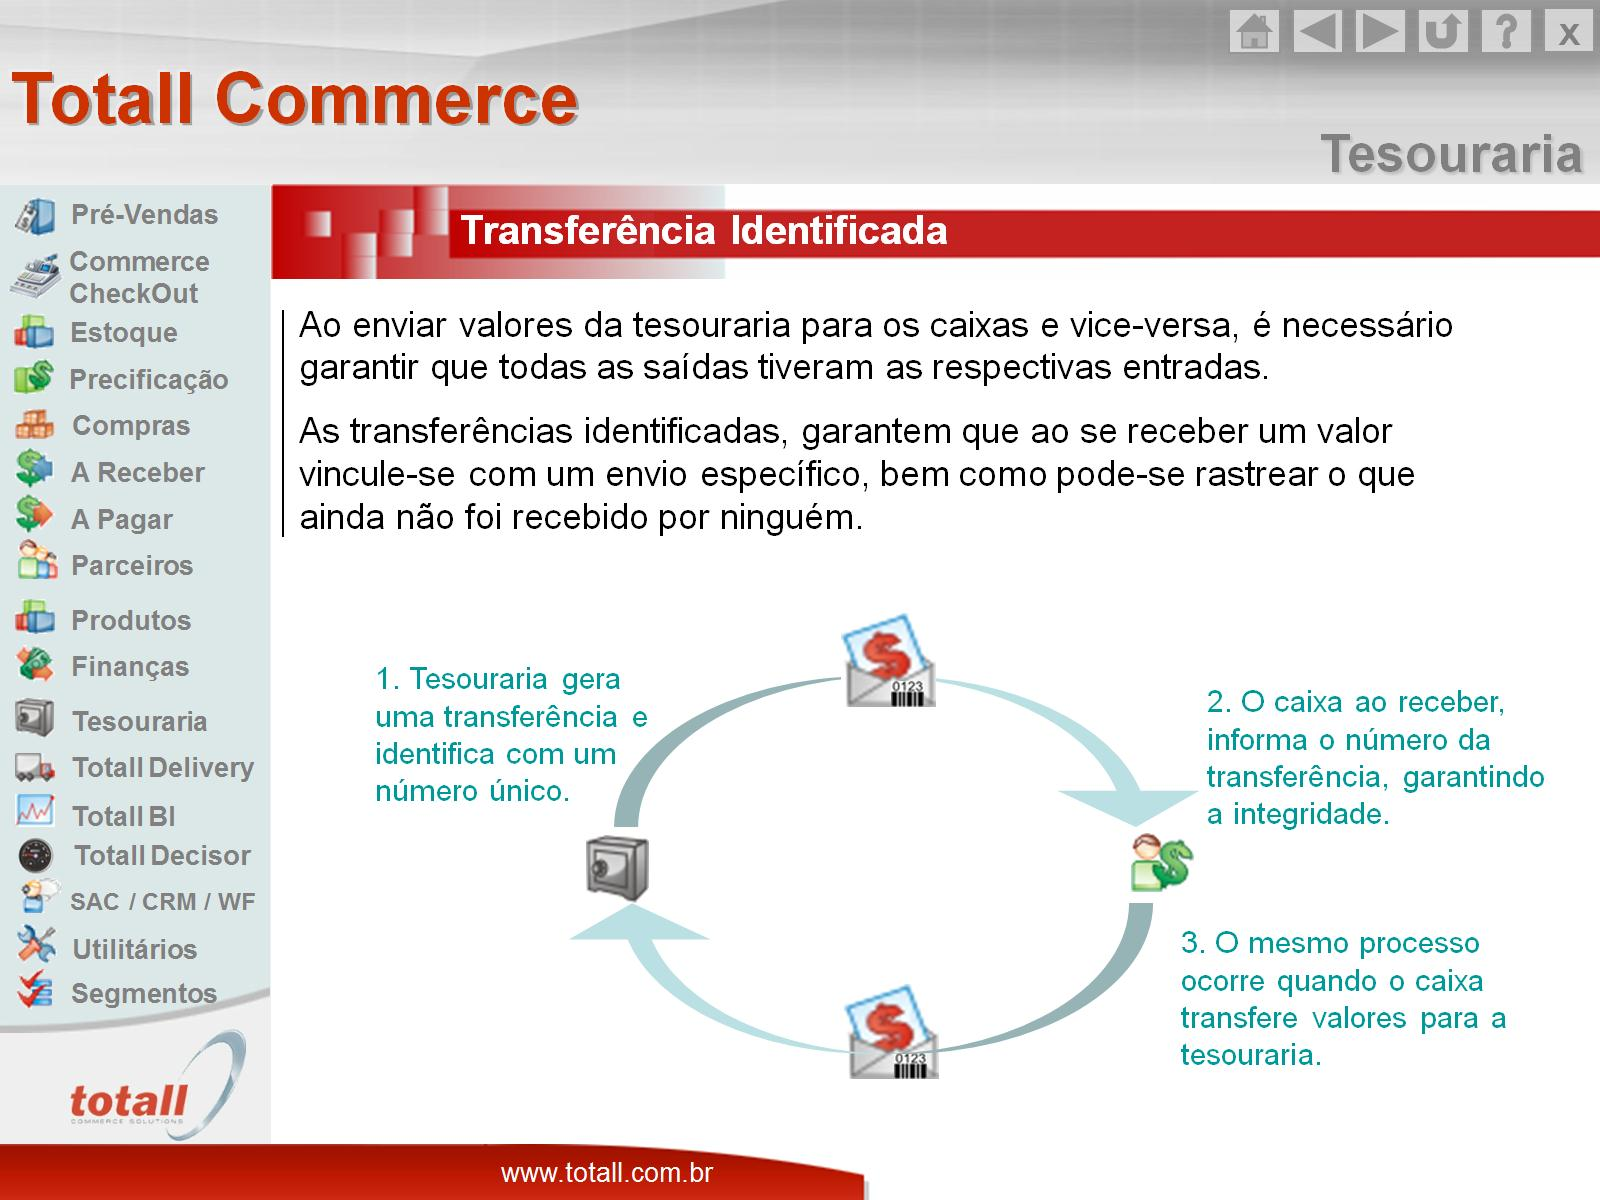 x
Totall Commerce
Tesouraria
Pré-Vendas
Commerce
CheckOut
Estoque
Precificação
Compras
A Receber
A Pagar
Parceiros
Produtos
Finanças
Tesouraria
Totall Delivery
Totall BI
Totall Decisor
SAC / CRM / WF
Utilitários
Segmentos
totall
COMMERCE SOLUTIONS
Transferência Identificada
Ao enviar valores da tesouraria para os caixas e vice-versa, é necessário
garantir que todas as saídas tiveram as respectivas entradas.
As transferências identificadas, garantem que ao se receber um valor
vincule-se com um envio específico, bem como pode-se rastrear o que
ainda não foi recebido por ninguém.
0123
1. Tesouraria gera
uma transferência e
identifica com um
número único.
2. O caixa ao receber,
informa o número da
transferência, garantindo
a integridade.
3. O mesmo processo
ocorre quando o caixa
transfere valores para a
tesouraria.
0123
www.totall.com.br